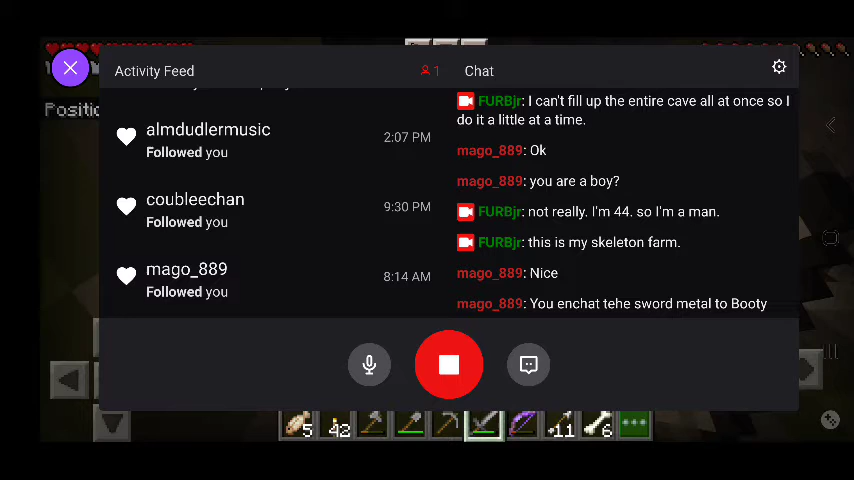 Activity Feed
1
Chat
Positio
almdudlermusic
Followed you
2:07 PM
coubleechan
Followed you
9:30 PM
mago_889
Followed you
8:14 AM
FURBjr: I can't fill up the entire cave all at once so I
do it a little at a time.
mago_889: Ok
mago_889: you are a boy?
FURBjr: not really. I'm 44. so I'm a man.
FURBjr: this is my skeleton farm.
mago_889: Nice
mago_889: You enchat tehe sword metal to Booty
5
42
+11
6